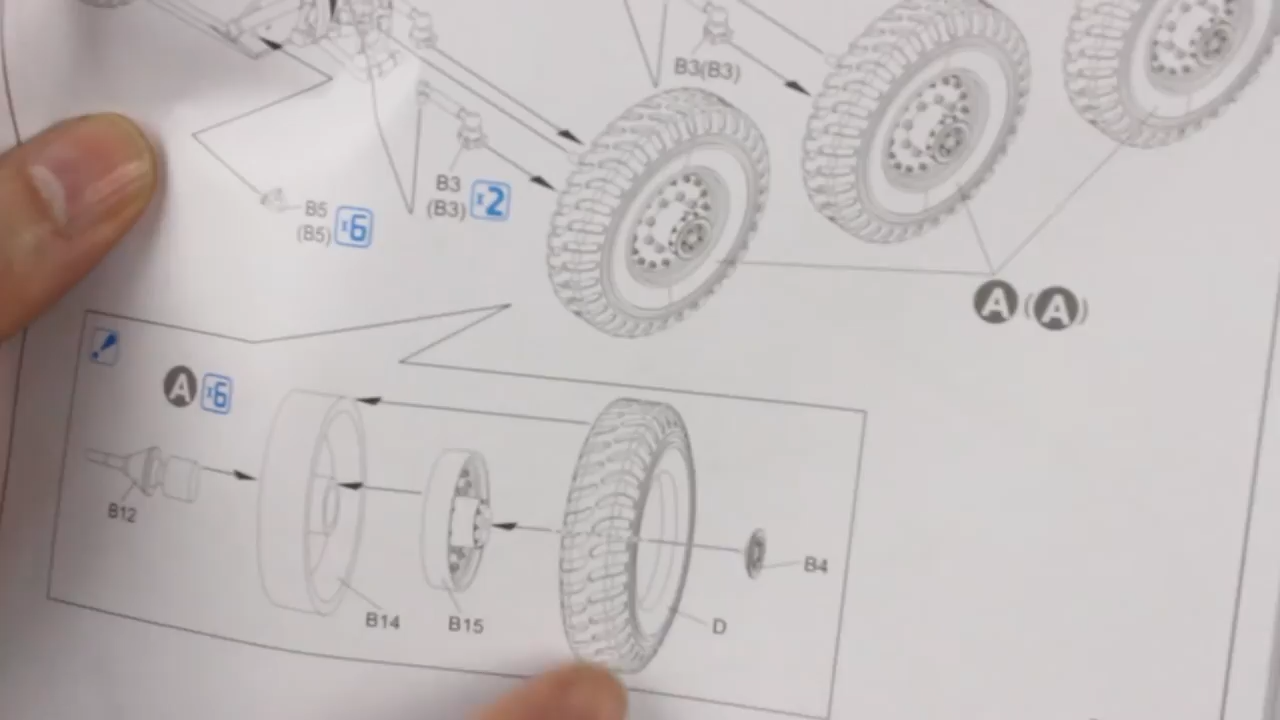 B3(B3)
B3
(B3) x2
B5
(B5) x6
A (A)
A x6
B12
B14
B15
D
B4